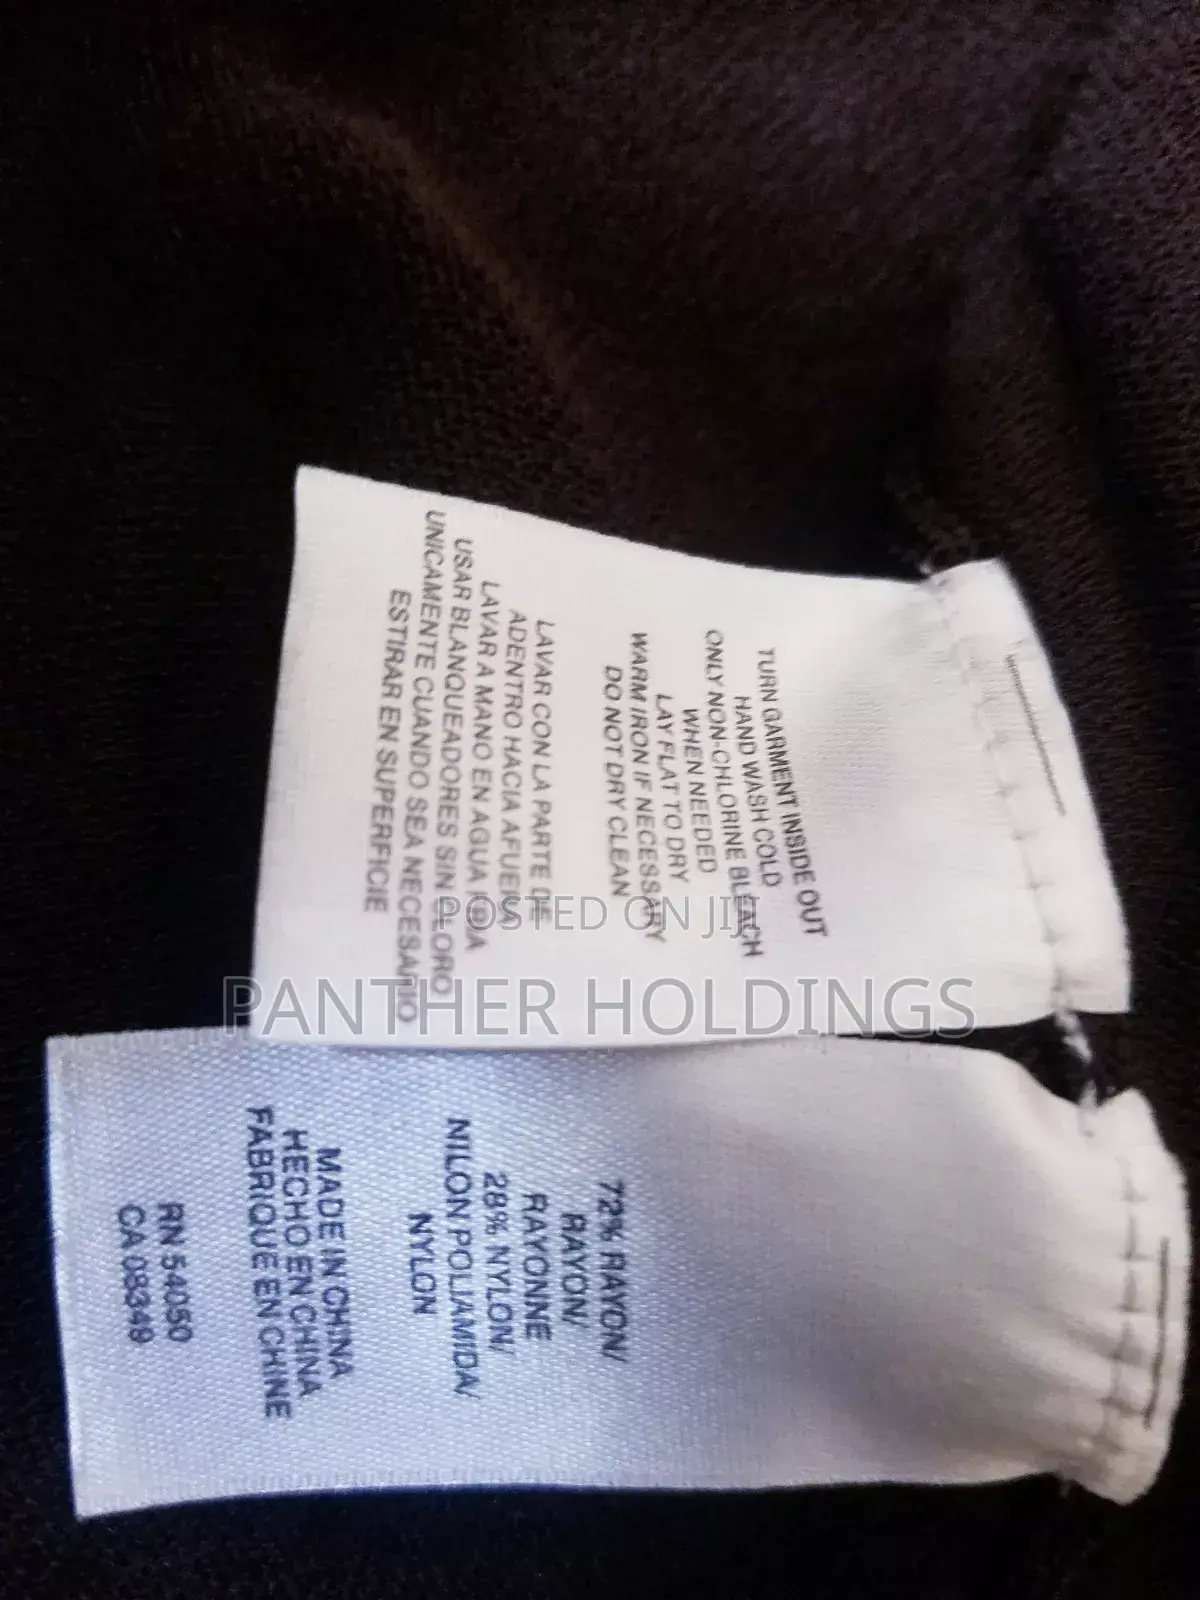 TURN GARMENT INSIDE OUT
HAND WASH COLD
ONLY NON-CHLORINE BLEACH
WHEN NEEDED
LAY FLAT TO DRY
WARM IRON IF NECESSARY
DO NOT DRY CLEAN
LAVAR CON LA PARTE DE
ADENTRO HACIA AFUERA
LAVAR A MANO EN AGUA FRIA
USAR BLANQUEADORES SIN CLORO
UNICAMENTE CUANDO SEA NECESARIO
ESTIRAR EN SUPERFICIE
72% RAYON/
RAYON/
RAYONNE
28% NYLON/
NILON POLIAMIDA/
NYLON
MADE IN CHINA
HECHO EN CHINA
FABRIQUE EN CHINE
RN 54050
CA 08349
POSTED ON JIJI
PANTHER HOLDINGS